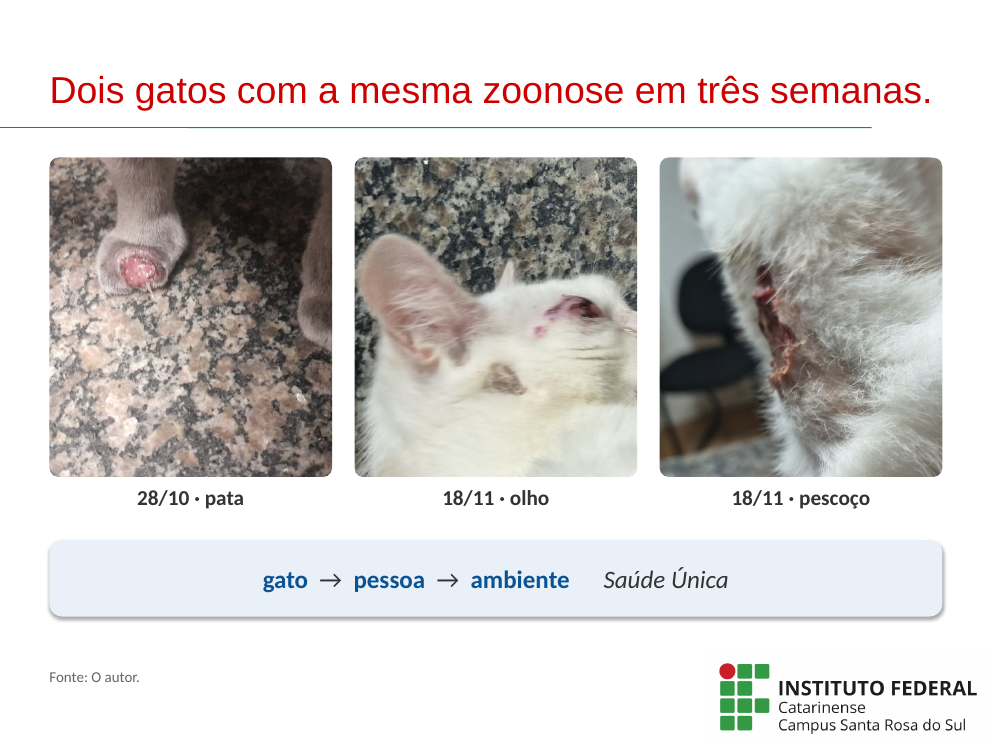 Dois gatos com a mesma zoonose em três semanas.
28/10 · pata
18/11 · olho
18/11 · pescoço
gato → pessoa → ambiente Saúde Única
Fonte: O autor.
INSTITUTO FEDERAL
Catarinense
Campus Santa Rosa do Sul